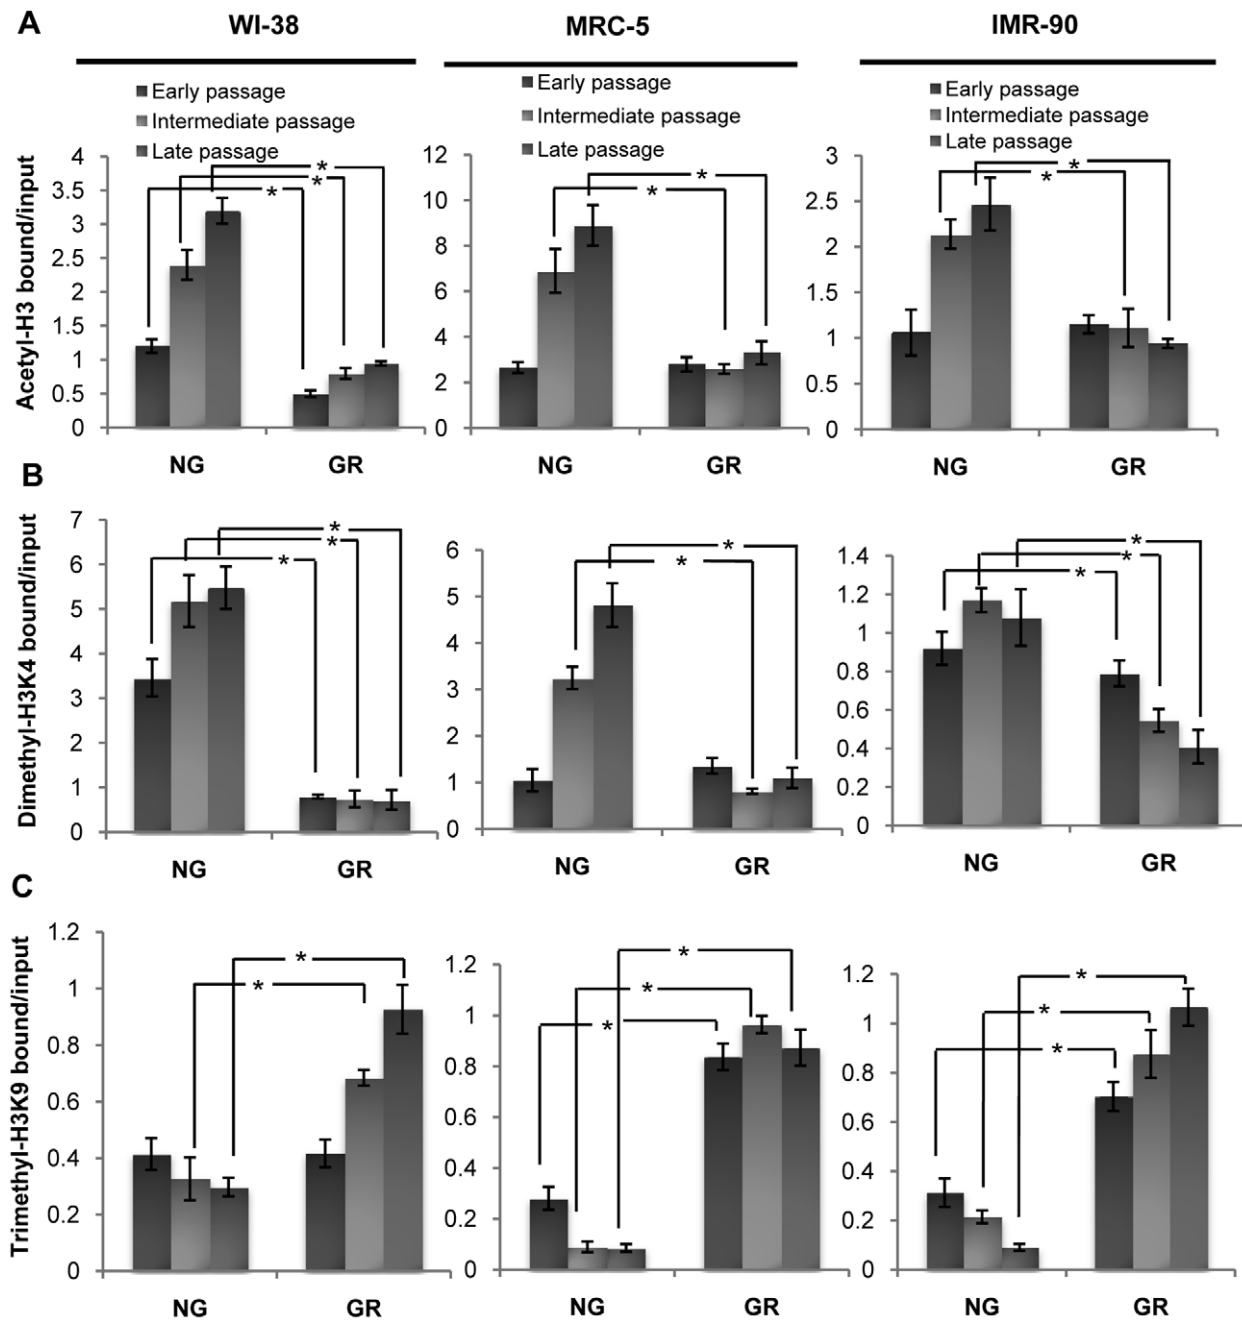 A
WI-38
MRC-5
IMR-90
Early passage
Intermediate passage
Late passage
Early passage
Intermediate passage
Late passage
Early passage
Intermediate passage
Late passage
Acetyl-H3 bound/input
4
3.5
3
2.5
2
1.5
1
0.5
0
* * *
NG GR
12
10
8
6
4
2
0
* *
NG GR
3
2.5
2
1.5
1
0.5
0
* *
NG GR
B
Dimethyl-H3K4 bound/input
7
6
5
4
3
2
1
0
* * *
NG GR
6
5
4
3
2
1
0
* *
NG GR
1.4
1.2
1
0.8
0.6
0.4
0.2
0
* * *
NG GR
C
Trimethyl-H3K9 bound/input
1.2
1
0.8
0.6
0.4
0.2
0
* *
NG GR
1.2
1
0.8
0.6
0.4
0.2
0
* * *
NG GR
1.2
1
0.8
0.6
0.4
0.2
0
* * *
NG GR